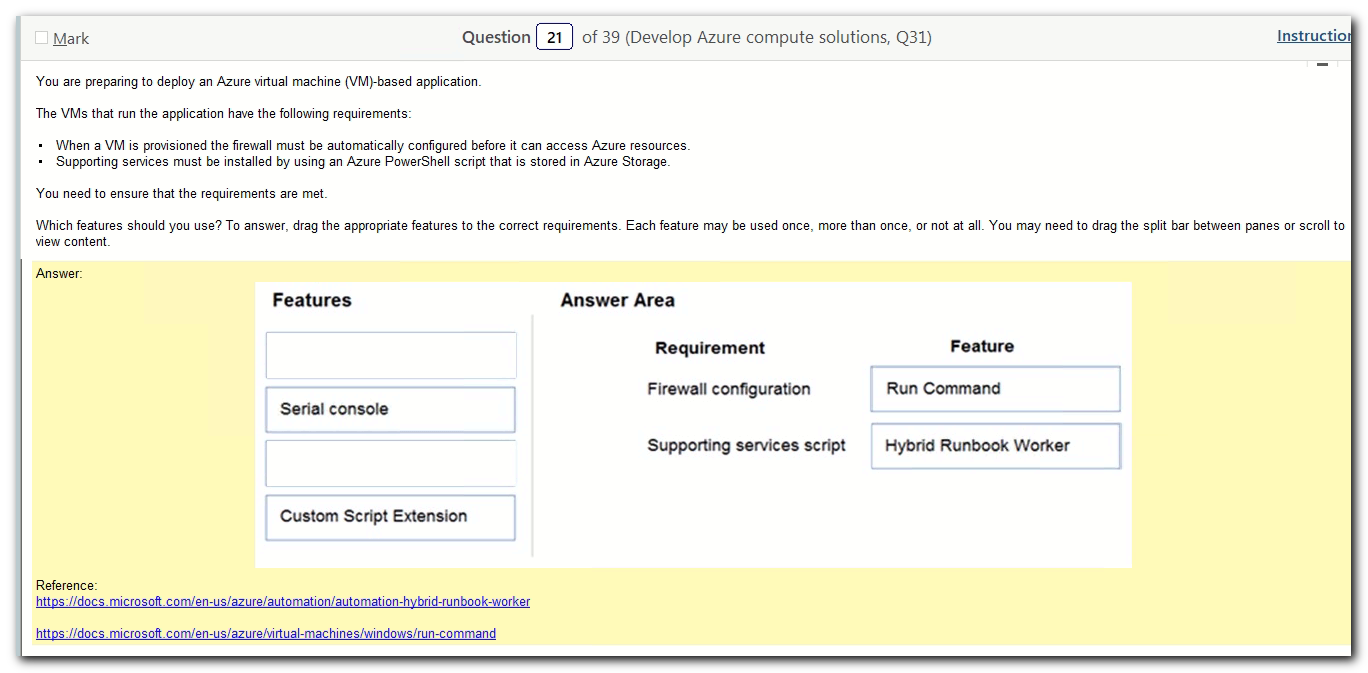 Mark
Question 21 of 39 (Develop Azure compute solutions, Q31)
Instruction
You are preparing to deploy an Azure virtual machine (VM)-based application.
The VMs that run the application have the following requirements:
▪ When a VM is provisioned the firewall must be automatically configured before it can access Azure resources.
▪ Supporting services must be installed by using an Azure PowerShell script that is stored in Azure Storage.
You need to ensure that the requirements are met.
Which features should you use? To answer, drag the appropriate features to the correct requirements. Each feature may be used once, more than once, or not at all. You may need to drag the split bar between panes or scroll to
view content.
Answer:
Features
Answer Area
Requirement
Feature
Firewall configuration
Run Command
Serial console
Supporting services script
Hybrid Runbook Worker
Custom Script Extension
Reference:
https://docs.microsoft.com/en-us/azure/automation/automation-hybrid-runbook-worker
https://docs.microsoft.com/en-us/azure/virtual-machines/windows/run-command